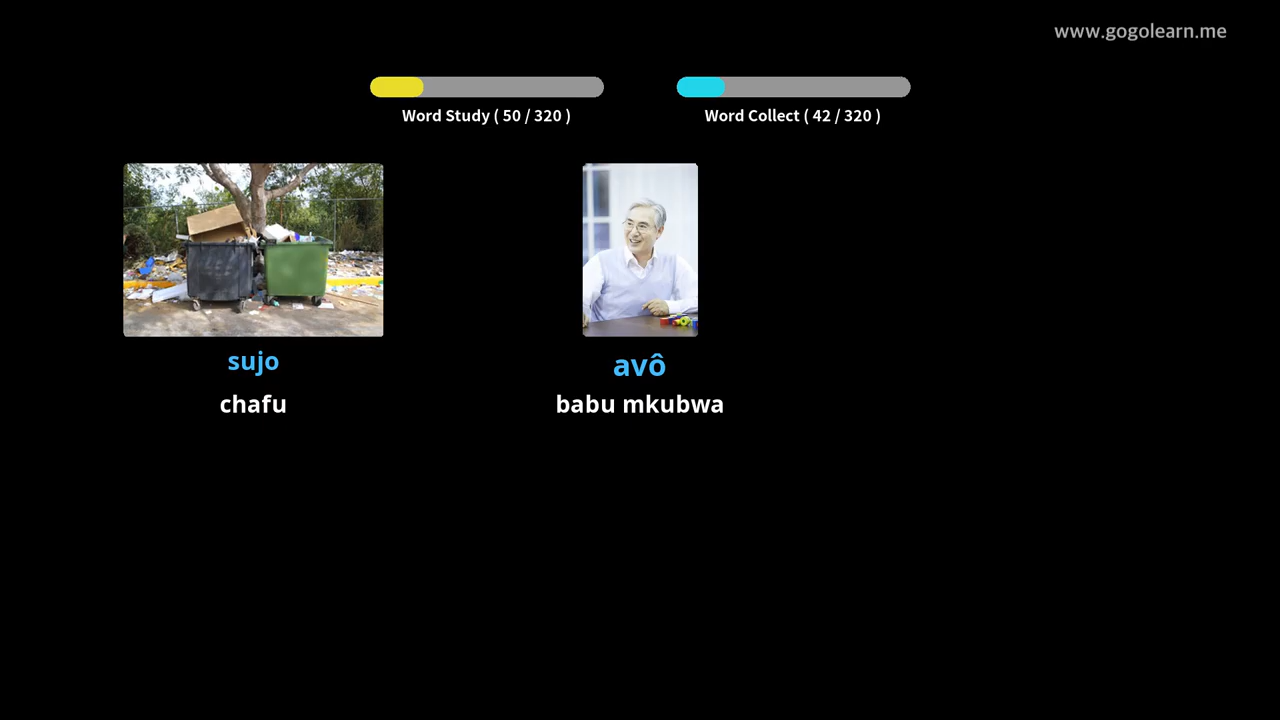 www.gogolearn.me
Word Study ( 50 / 320 )
Word Collect ( 42 / 320 )
sujo
avô
chafu
babu mkubwa